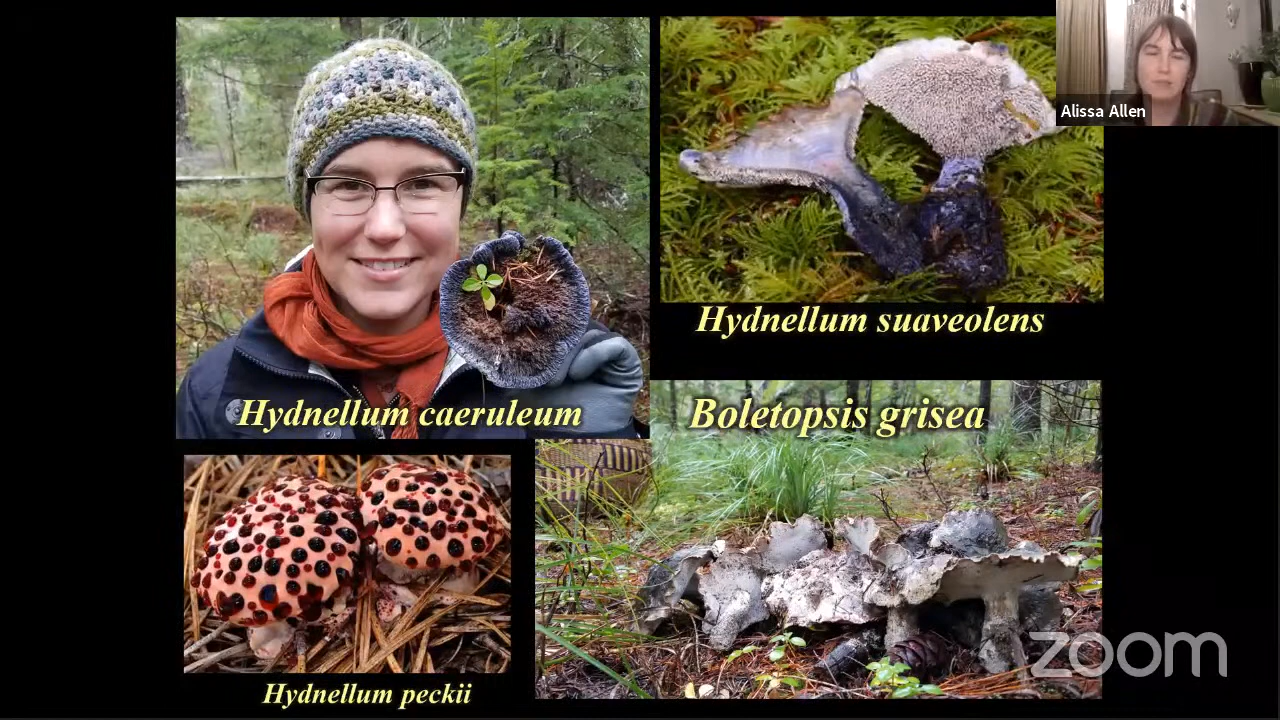 Alissa Allen
Hydnellum suaveolens
Hydnellum caeruleum
Boletopsis grisea
Hydnellum peckii
zoom